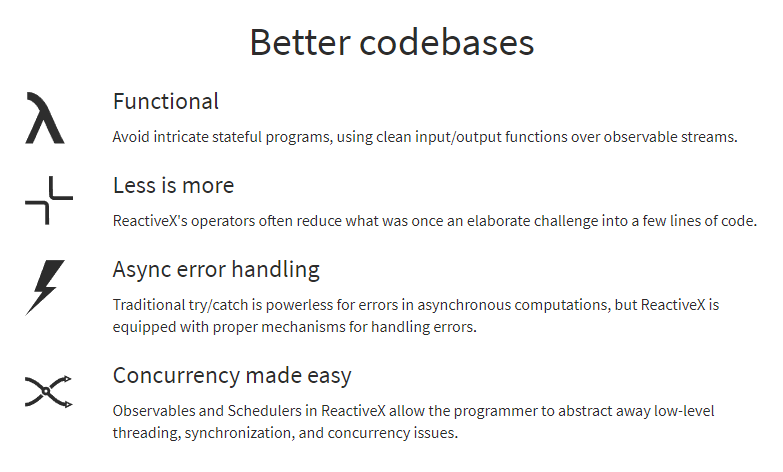 Better codebases
Functional
Avoid intricate stateful programs, using clean input/output functions over observable streams.
Less is more
ReactiveX's operators often reduce what was once an elaborate challenge into a few lines of code.
Async error handling
Traditional try/catch is powerless for errors in asynchronous computations, but ReactiveX is
equipped with proper mechanisms for handling errors.
Concurrency made easy
Observables and Schedulers in ReactiveX allow the programmer to abstract away low-level
threading, synchronization, and concurrency issues.